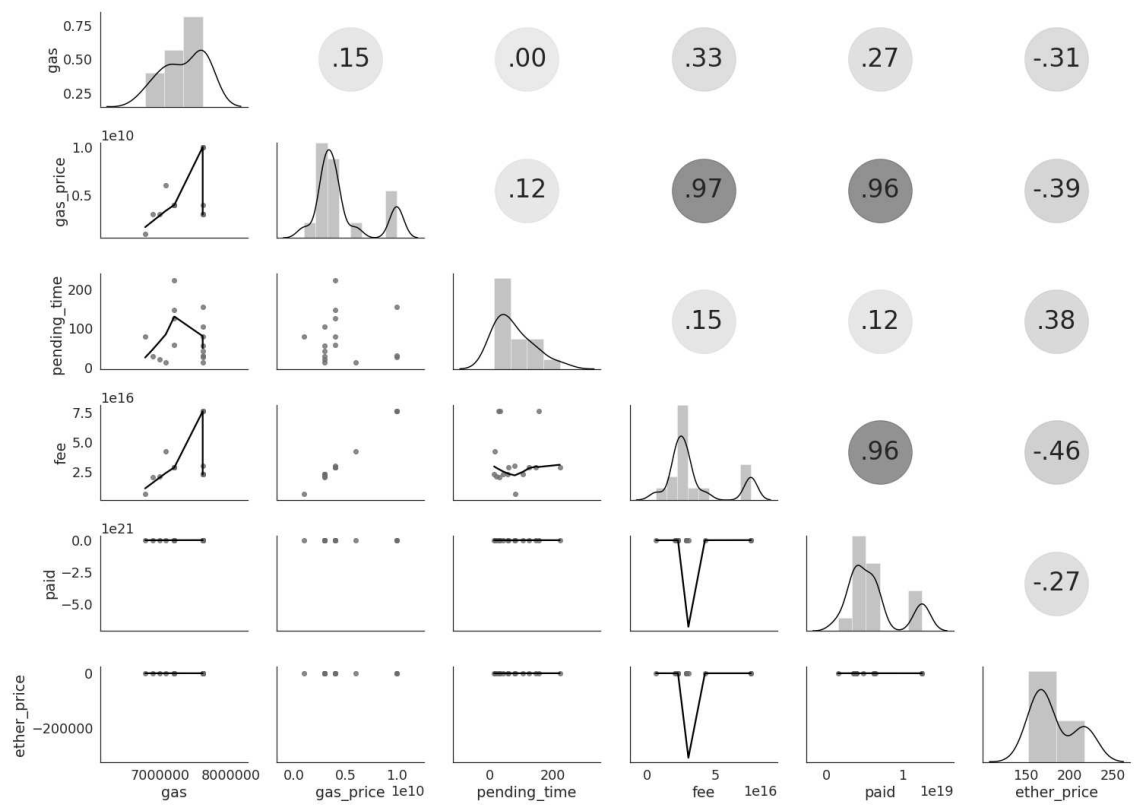 0.75
0.50
0.25
gas
.15
.00
.33
.27
-.31
1e10
1.0
0.5
gas_price
.12
.97
.96
-.39
200
100
0
pending_time
.15
.12
.38
1e16
7.5
5.0
2.5
fee
.96
-.46
1e21
0.0
−2.5
−5.0
paid
-.27
0
−200000
ether_price
7000000 8000000
gas
0.0 0.5 1.0
gas_price 1e10
0 200
pending_time
0 5
fee 1e16
0 1
paid 1e19
150 200 250
ether_price